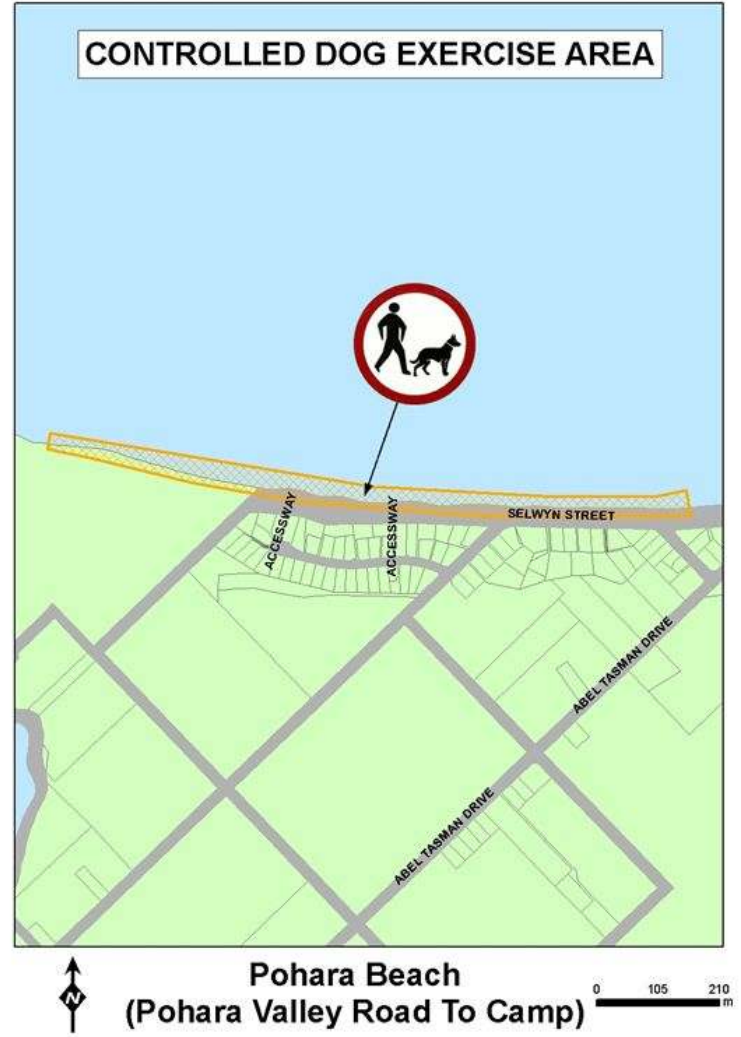 CONTROLLED DOG EXERCISE AREA
SELWYN STREET
ACCESSWAY
ACCESSWAY
ABEL TASMAN DRIVE
ABEL TASMAN DRIVE
N
Pohara Beach
(Pohara Valley Road To Camp)
0 105 210
m